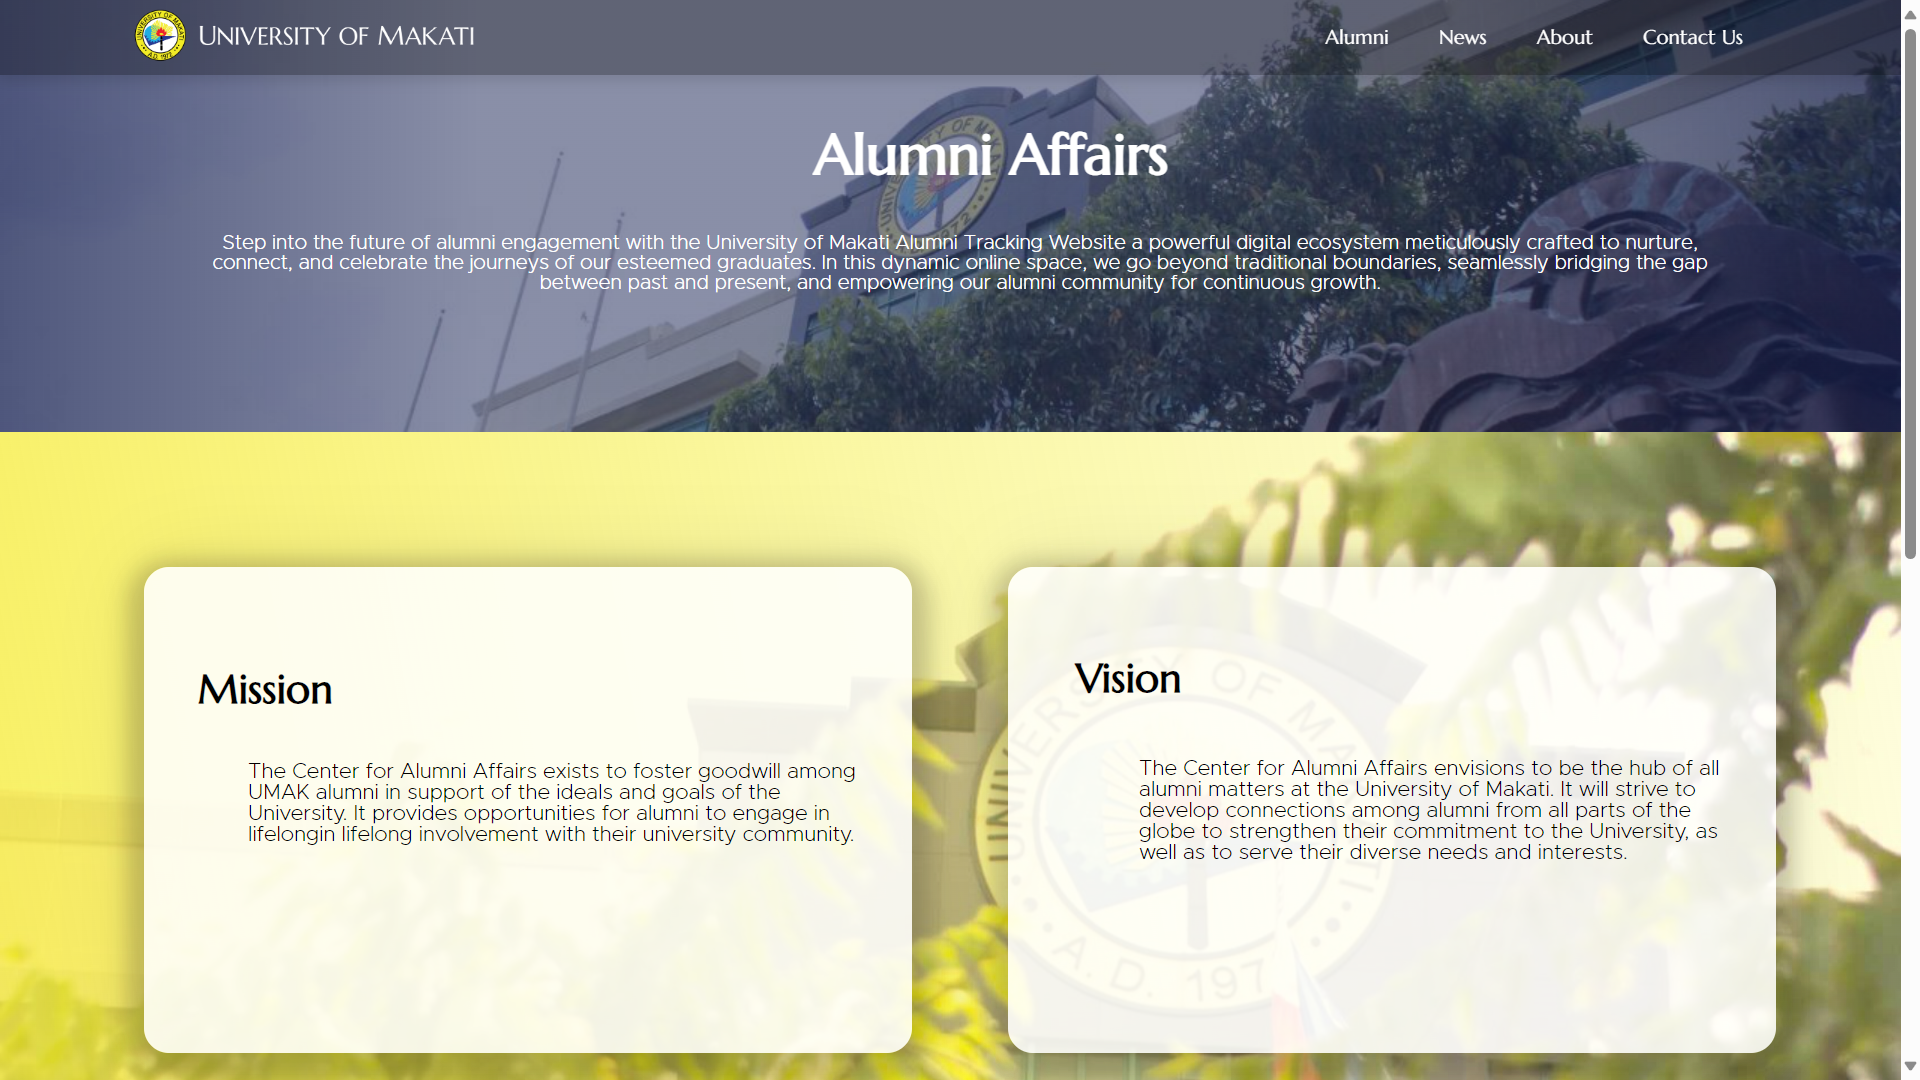 UNIVERSITY OF MAKATI
Alumni
News
About
Contact Us
Alumni Affairs
Step into the future of alumni engagement with the University of Makati Alumni Tracking Website a powerful digital ecosystem meticulously crafted to nurture,
connect, and celebrate the journeys of our esteemed graduates. In this dynamic online space, we go beyond traditional boundaries, seamlessly bridging the gap
between past and present, and empowering our alumni community for continuous growth.
Mission
The Center for Alumni Affairs exists to foster goodwill among
UMAK alumni in support of the ideals and goals of the
University. It provides opportunities for alumni to engage in
lifelongin lifelong involvement with their university community.
Vision
The Center for Alumni Affairs envisions to be the hub of all
alumni matters at the University of Makati. It will strive to
develop connections among alumni from all parts of the
globe to strengthen their commitment to the University, as
well as to serve their diverse needs and interests.
UNIVERSITY OF MAKATI
A.D. 197